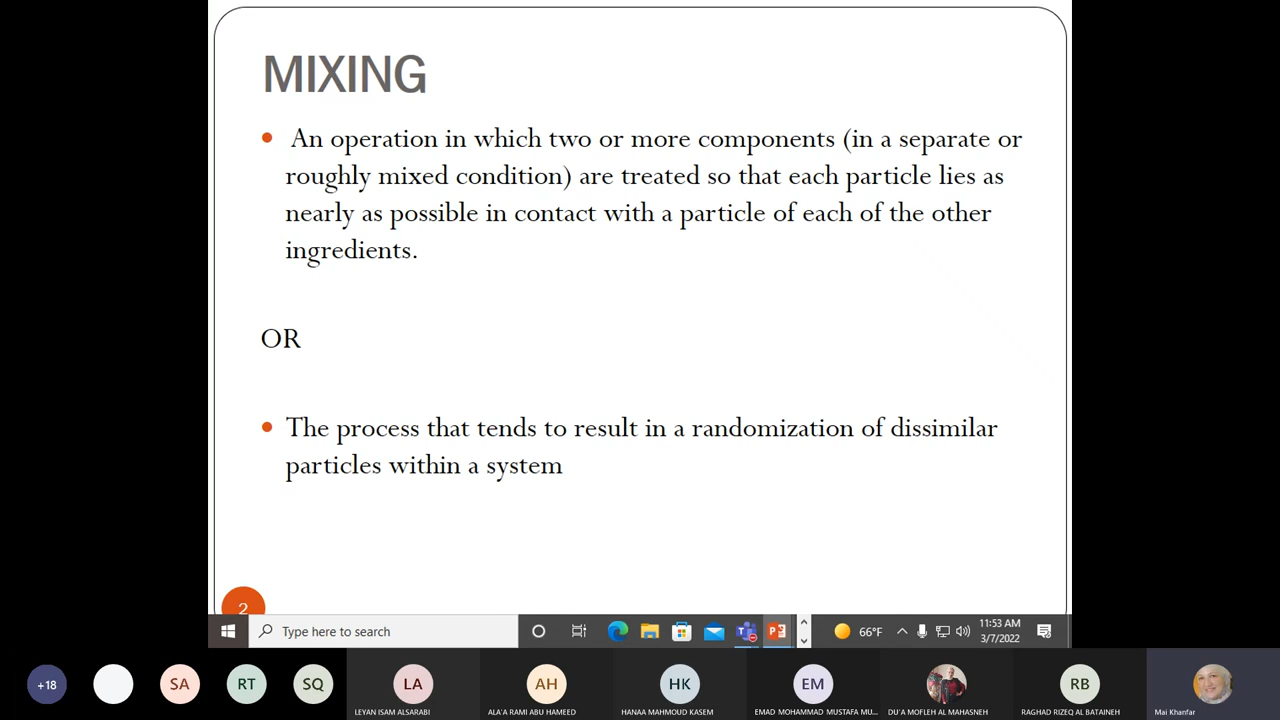 MIXING
• An operation in which two or more components (in a separate or
roughly mixed condition) are treated so that each particle lies as
nearly as possible in contact with a particle of each of the other
ingredients.
OR
• The process that tends to result in a randomization of dissimilar
particles within a system
2
Type here to search
66°F
11:53 AM
3/7/2022
+18
SA
RT
SQ
LA
AH
HK
EM
RB
LEYAN ISAM ALSARABI
ALA'A RAMI ABU HAMEED
HANAA MAHMOUD KASEM
EMAD MOHAMMAD MUSTAFA MU...
DU'A MOFLEH AL MAHASNEH
RAGHAD RIZEQ AL BATAINEH
Mai Khanfar